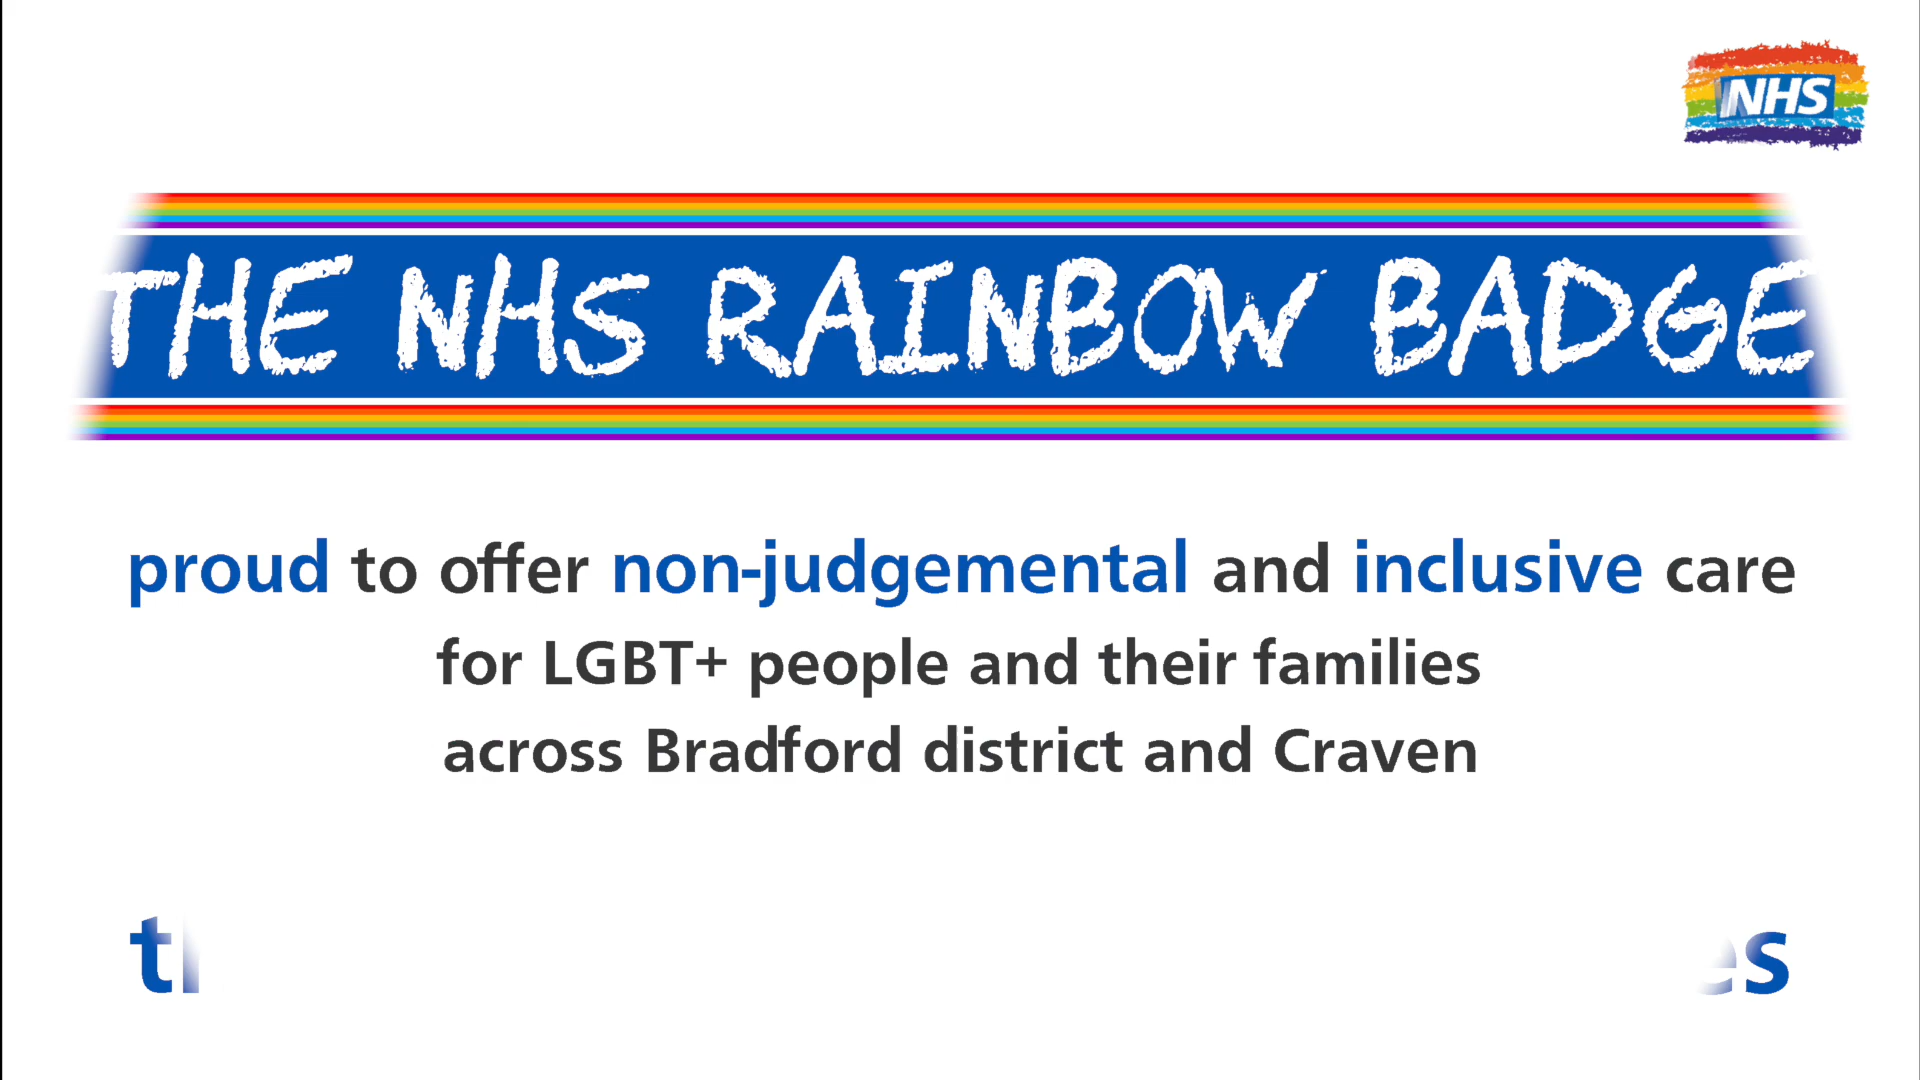 NHS
THE NHS RAINBOW BADGE
proud to offer non-judgemental and inclusive care
for LGBT+ people and their families
across Bradford district and Craven